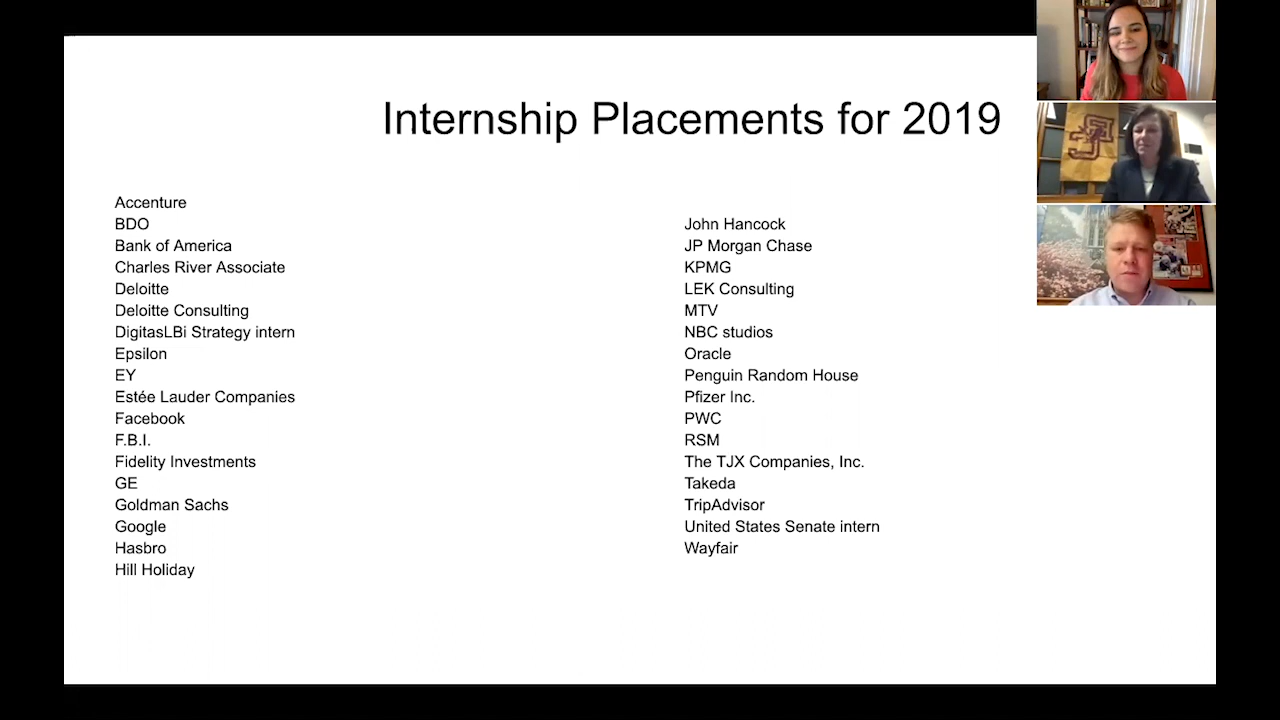 Internship Placements for 2019
Accenture
BDO
Bank of America
Charles River Associate
Deloitte
Deloitte Consulting
DigitasLBi Strategy intern
Epsilon
EY
Estée Lauder Companies
Facebook
F.B.I.
Fidelity Investments
GE
Goldman Sachs
Google
Hasbro
Hill Holiday
John Hancock
JP Morgan Chase
KPMG
LEK Consulting
MTV
NBC studios
Oracle
Penguin Random House
Pfizer Inc.
PWC
RSM
The TJX Companies, Inc.
Takeda
TripAdvisor
United States Senate intern
Wayfair